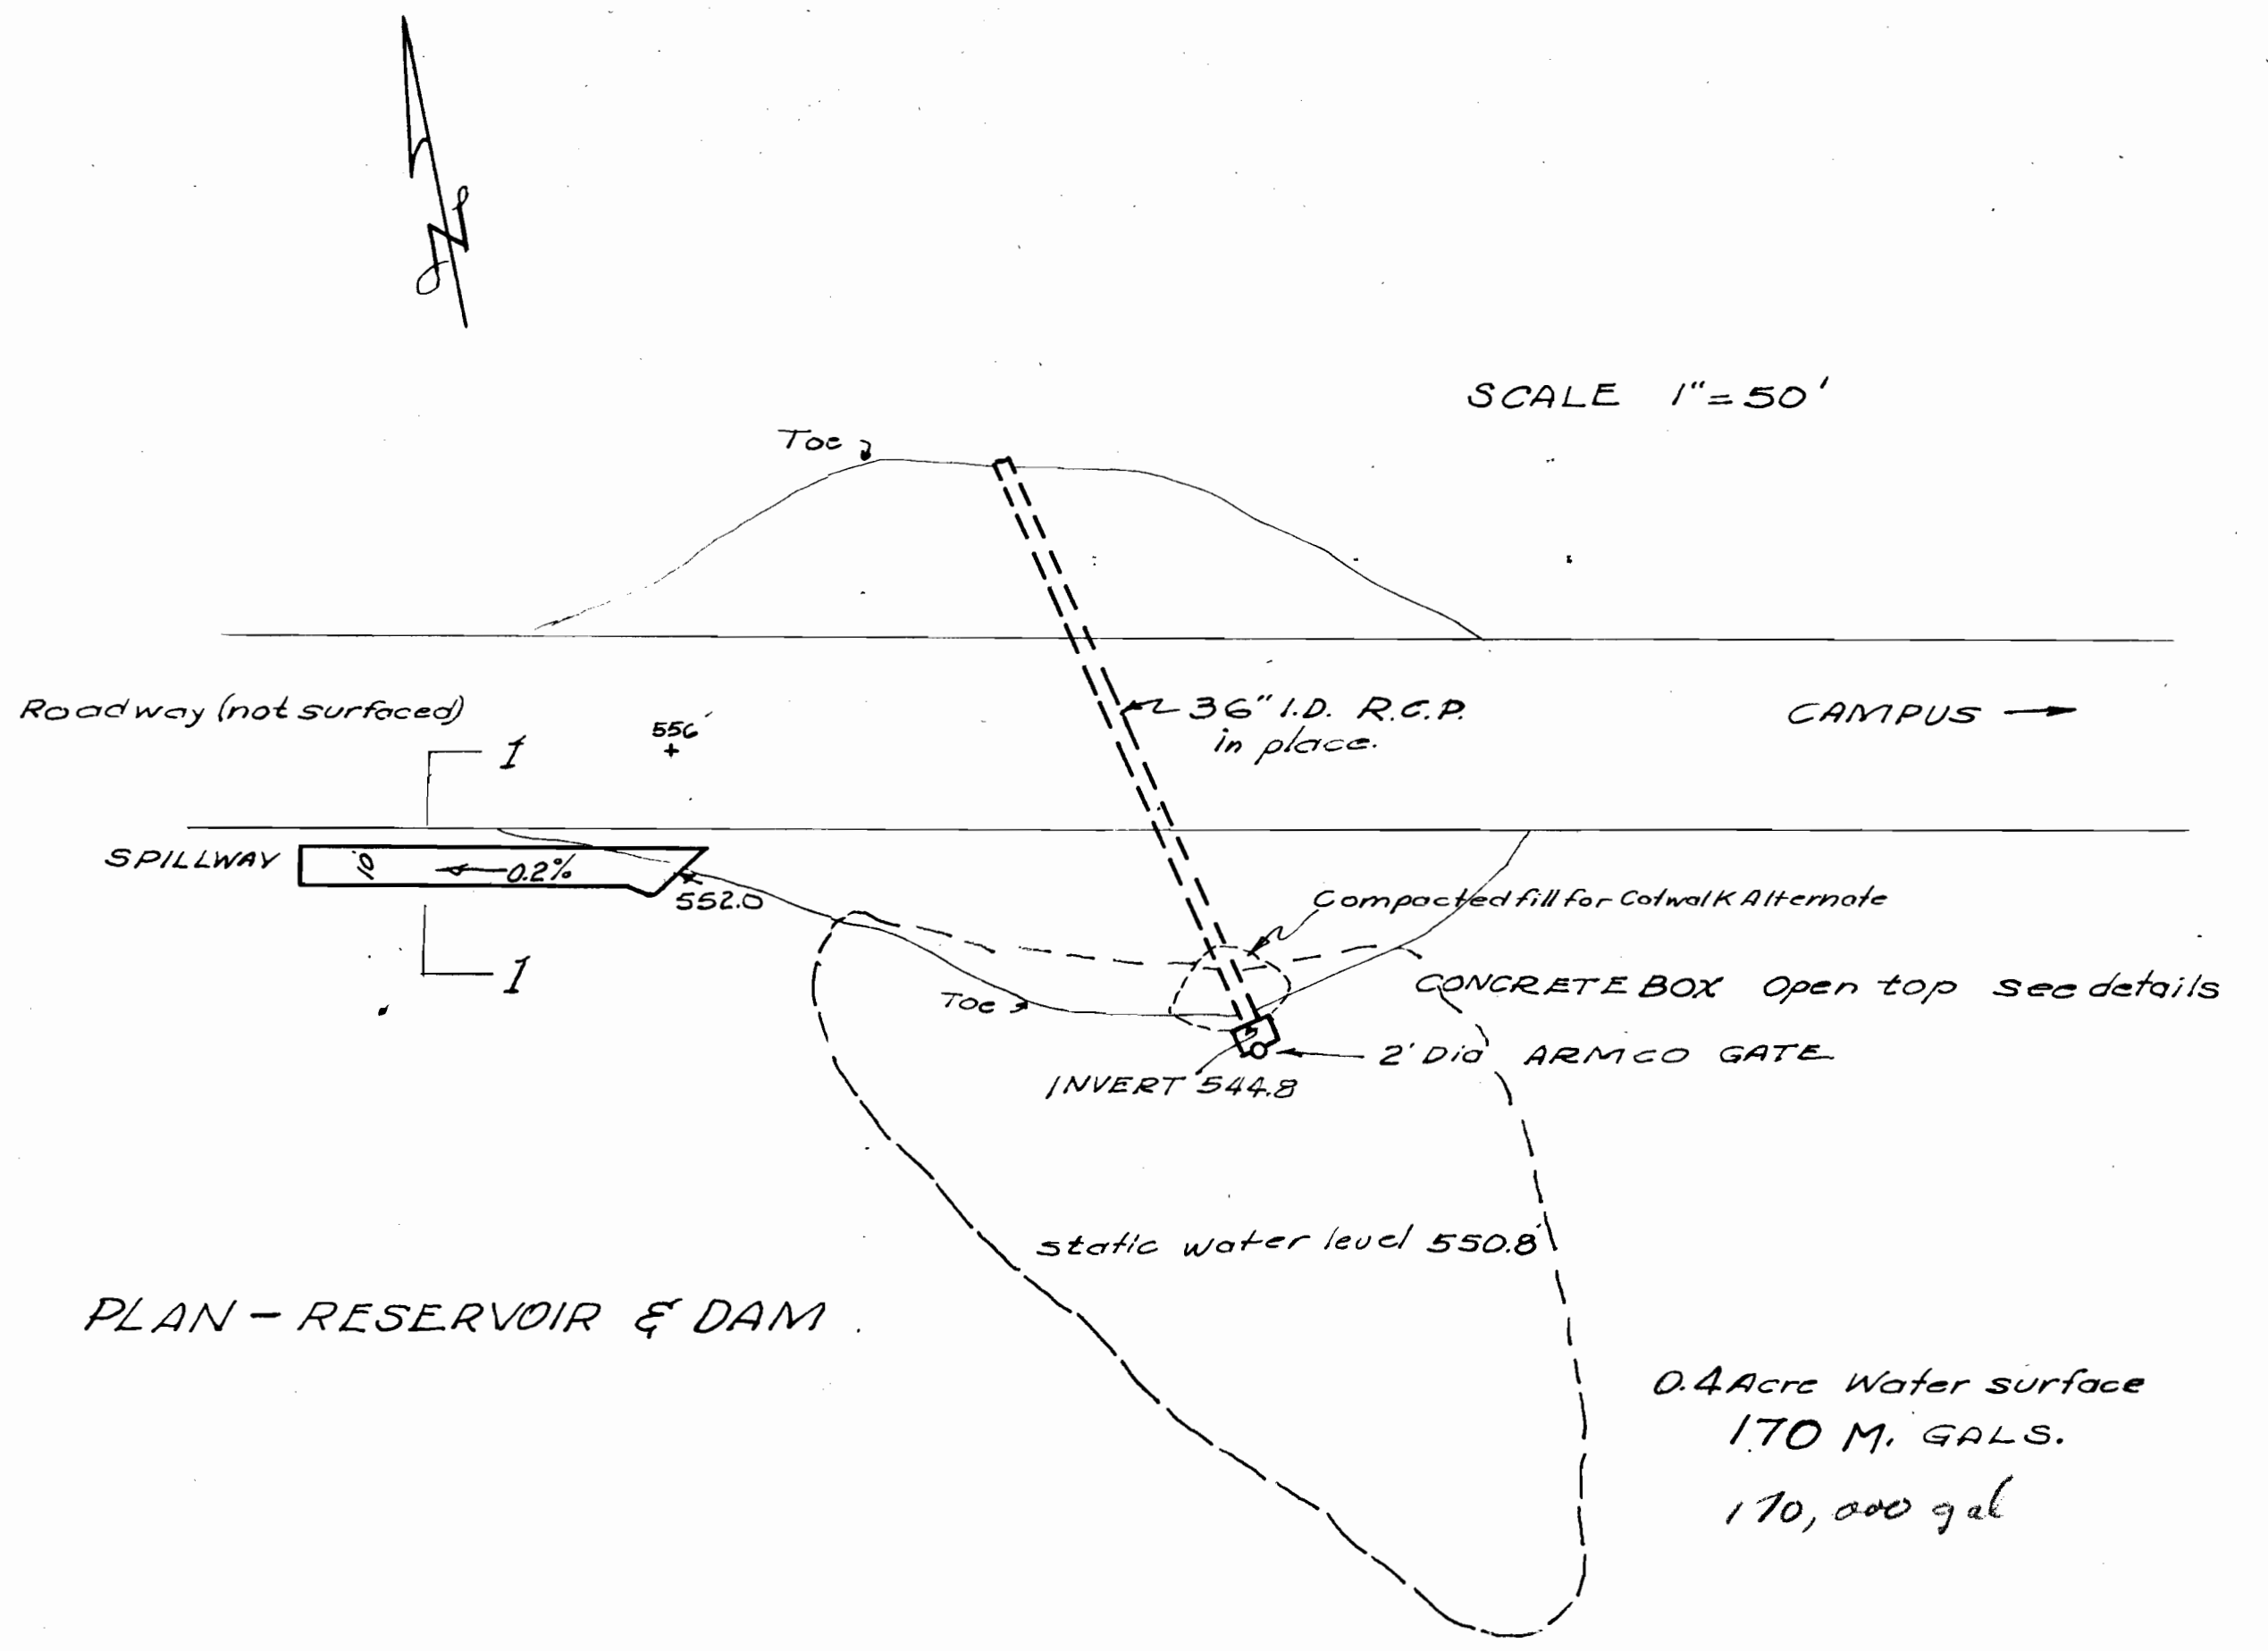 N
SCALE 1" = 50'
Toe
Roadway (not surfaced)
556'
36" I.D. R.C.P.
in place.
CAMPUS
1
SPILLWAY
10
0.2%
552.0
Compacted fill for Catwalk Alternate
1
Toe
CONCRETE BOX Open top see details
2' Dia ARMCO GATE
INVERT 544.8
static water level 550.8'
PLAN - RESERVOIR & DAM
0.4 Acre Water surface
170 M. GALS.
170,000 gal